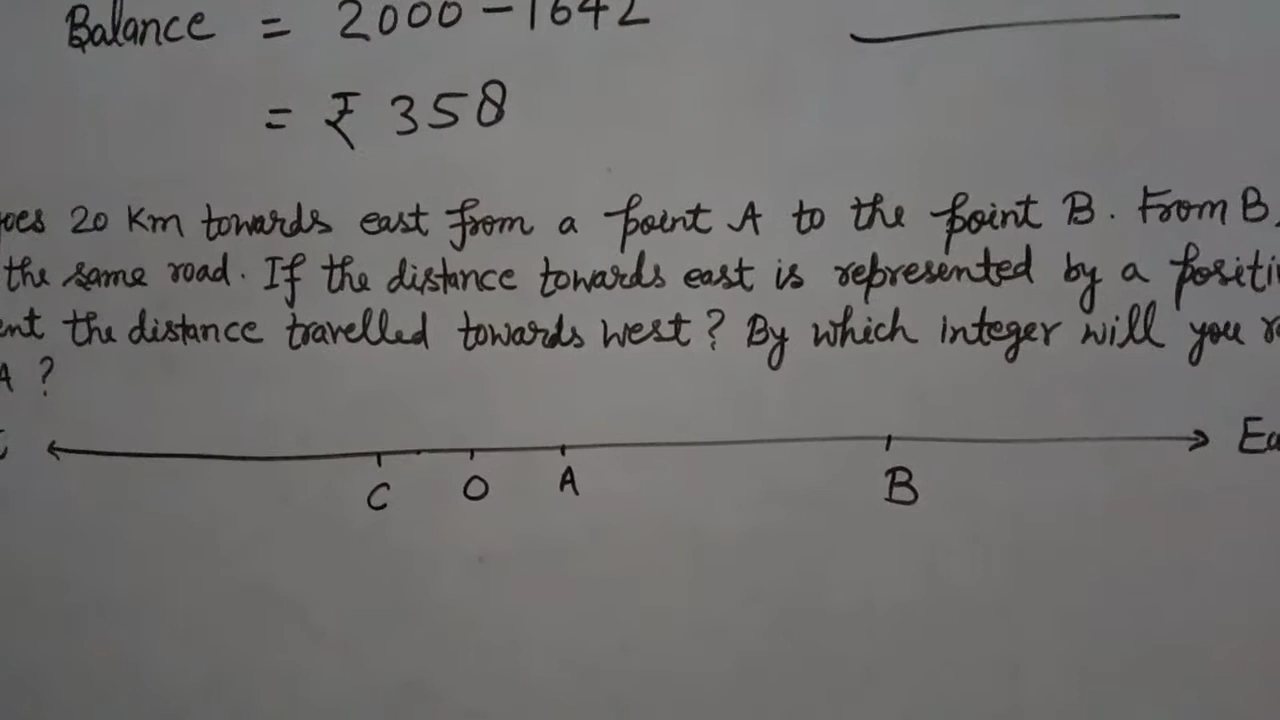 Balance = 2000 - 1642
= ₹ 358
goes 20 Km towards east from a point A to the point B. From B,
the same road. If the distance towards east is represented by a positi
ent the distance travelled towards west? By which integer will you r
A ?
C O A B Ea